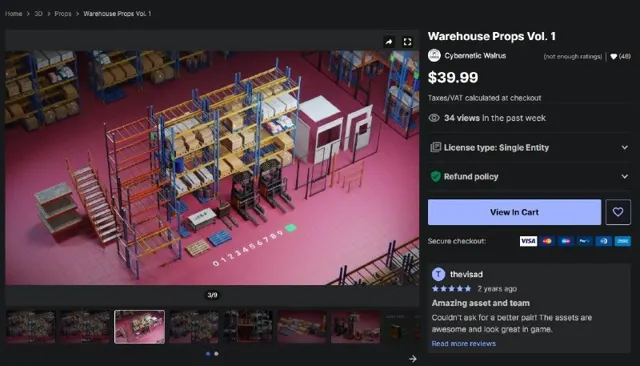 Home > 3D > Props > Warehouse Props Vol. 1
Warehouse Props Vol. 1
Cybernetic Walrus
(not enough ratings) | (48)
$39.99
Taxes/VAT calculated at checkout
34 views in the past week
License type: Single Entity
Refund policy
View In Cart
Secure checkout:
VISA
0 1 2 3 4 5 6 7 8 9
3/9
T thevisad
2 years ago
Amazing asset and team
Couldn't ask for a better pair! The assets are
awesome and look great in game.
Read more reviews